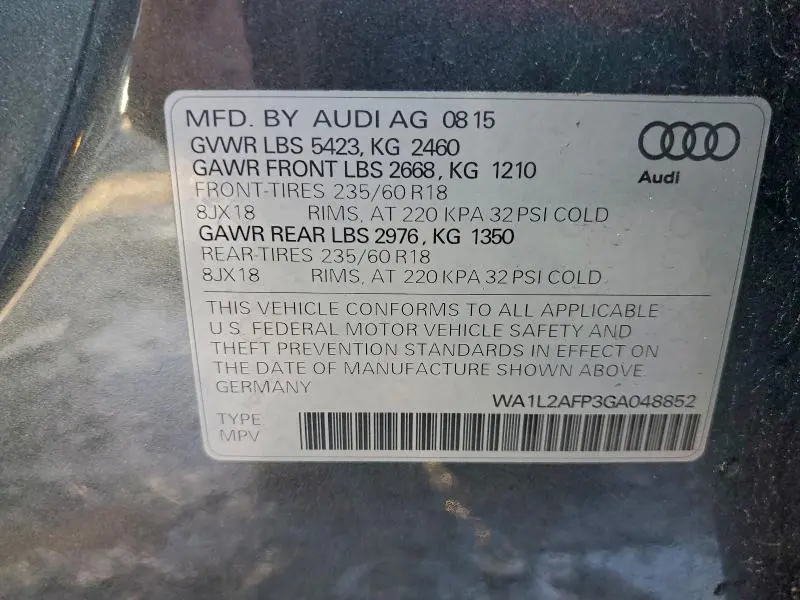 MFD. BY AUDI AG 08 15
GVWR LBS 5423, KG 2460
GAWR FRONT LBS 2668, KG 1210
FRONT-TIRES 235/60 R18
8JX18 RIMS, AT 220 KPA 32 PSI COLD
GAWR REAR LBS 2976, KG 1350
REAR-TIRES 235/60 R18
8JX18 RIMS, AT 220 KPA 32 PSI COLD
Audi
THIS VEHICLE CONFORMS TO ALL APPLICABLE
U.S. FEDERAL MOTOR VEHICLE SAFETY AND
THEFT PREVENTION STANDARDS IN EFFECT ON
THE DATE OF MANUFACTURE SHOWN ABOVE
GERMANY
WA1L2AFP3GA048852
TYPE
MPV